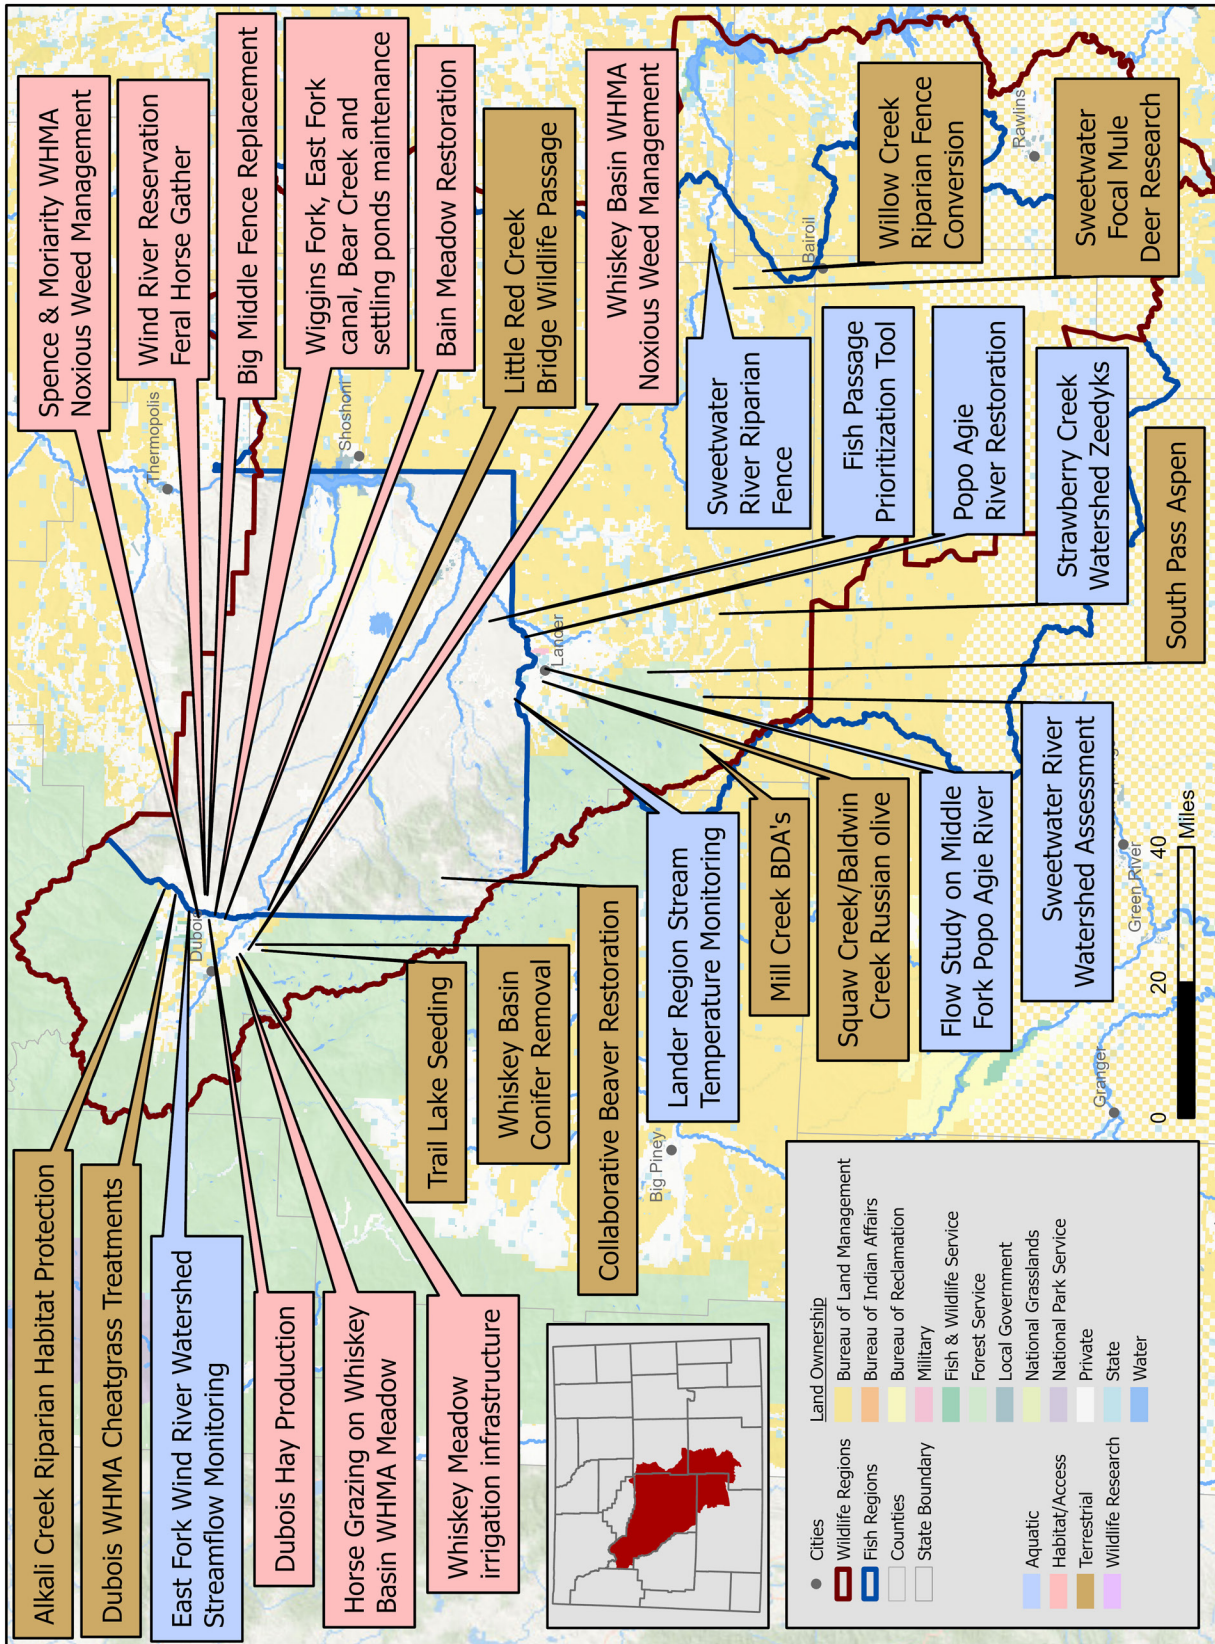 Alkali Creek Riparian Habitat Protection
Dubois WHMA Cheatgrass Treatments
East Fork Wind River Watershed
Streamflow Monitoring
Dubois Hay Production
Horse Grazing on Whiskey
Basin WHMA Meadow
Whiskey Meadow
irrigation infrastructure
Trail Lake Seeding
Whiskey Basin
Conifer Removal
Collaborative Beaver Restoration
Lander Region Stream
Temperature Monitoring
Mill Creek BDA's
Squaw Creek/Baldwin
Creek Russian olive
Flow Study on Middle
Fork Popo Agie River
Sweetwater River
Watershed Assessment
Spence & Moriarity WHMA
Noxious Weed Management
Wind River Reservation
Feral Horse Gather
Big Middle Fence Replacement
Wiggins Fork, East Fork
canal, Bear Creek and
settling ponds maintenance
Bain Meadow Restoration
Little Red Creek
Bridge Wildlife Passage
Whiskey Basin WHMA
Noxious Weed Management
Sweetwater
River Riparian
Fence
Fish Passage
Prioritization Tool
Popo Agie
River Restoration
Strawberry Creek
Watershed Zeedyks
South Pass Aspen
Willow Creek
Riparian Fence
Conversion
Sweetwater
Focal Mule
Deer Research
Thermopolis
Shoshoni
Dubois
Lander
Bairoil
Rawlins
Big Piney
Granger
Green River
0 20 40
Miles
Cities
Wildlife Regions
Fish Regions
Counties
State Boundary
Aquatic
Habitat/Access
Terrestrial
Wildlife Research
Land Ownership
Bureau of Land Management
Bureau of Indian Affairs
Bureau of Reclamation
Military
Fish & Wildlife Service
Forest Service
Local Government
National Grasslands
National Park Service
Private
State
Water